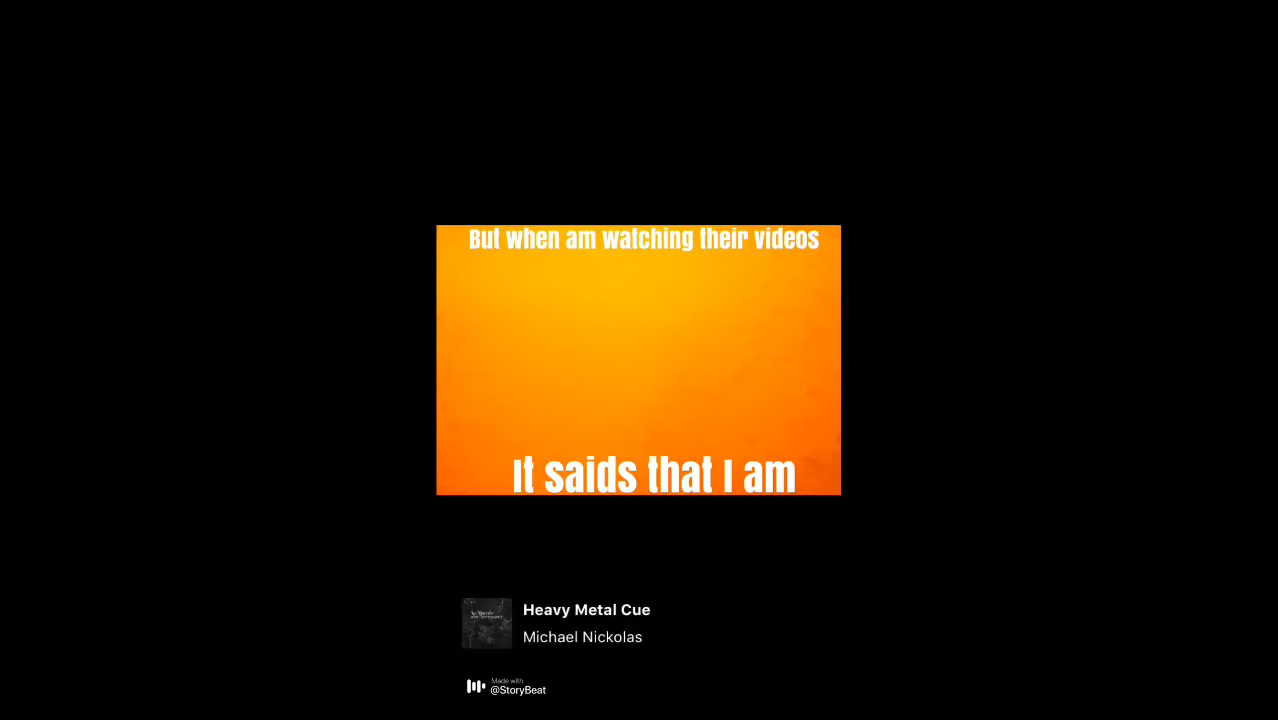 But when am watching their videos
It saids that I am
Heavy Metal Cue
Michael Nickolas
Made with
@StoryBeat